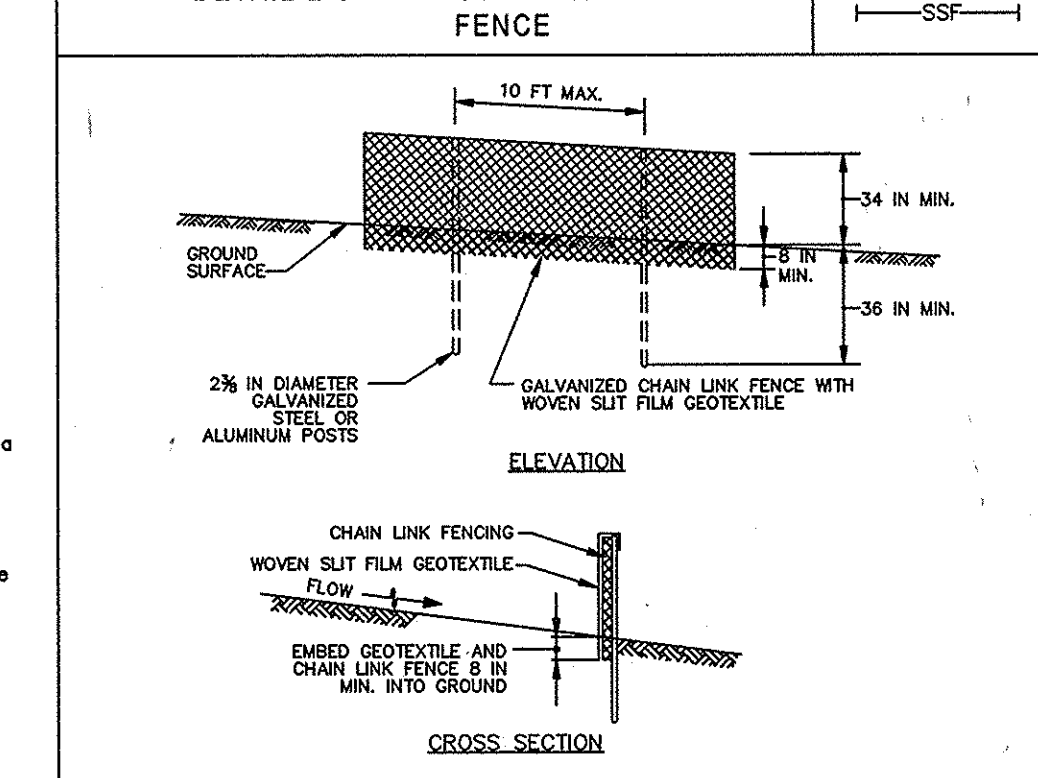 FENCE
SSF
10 FT MAX.
34 IN MIN.
GROUND
SURFACE
8 IN
MIN.
36 IN MIN.
2⅜ IN DIAMETER
GALVANIZED
STEEL OR
ALUMINUM POSTS
GALVANIZED CHAIN LINK FENCE WITH
WOVEN SLIT FILM GEOTEXTILE
ELEVATION
CHAIN LINK FENCING
WOVEN SLIT FILM GEOTEXTILE
FLOW
EMBED GEOTEXTILE AND
CHAIN LINK FENCE 8 IN
MIN. INTO GROUND
CROSS SECTION
a
e